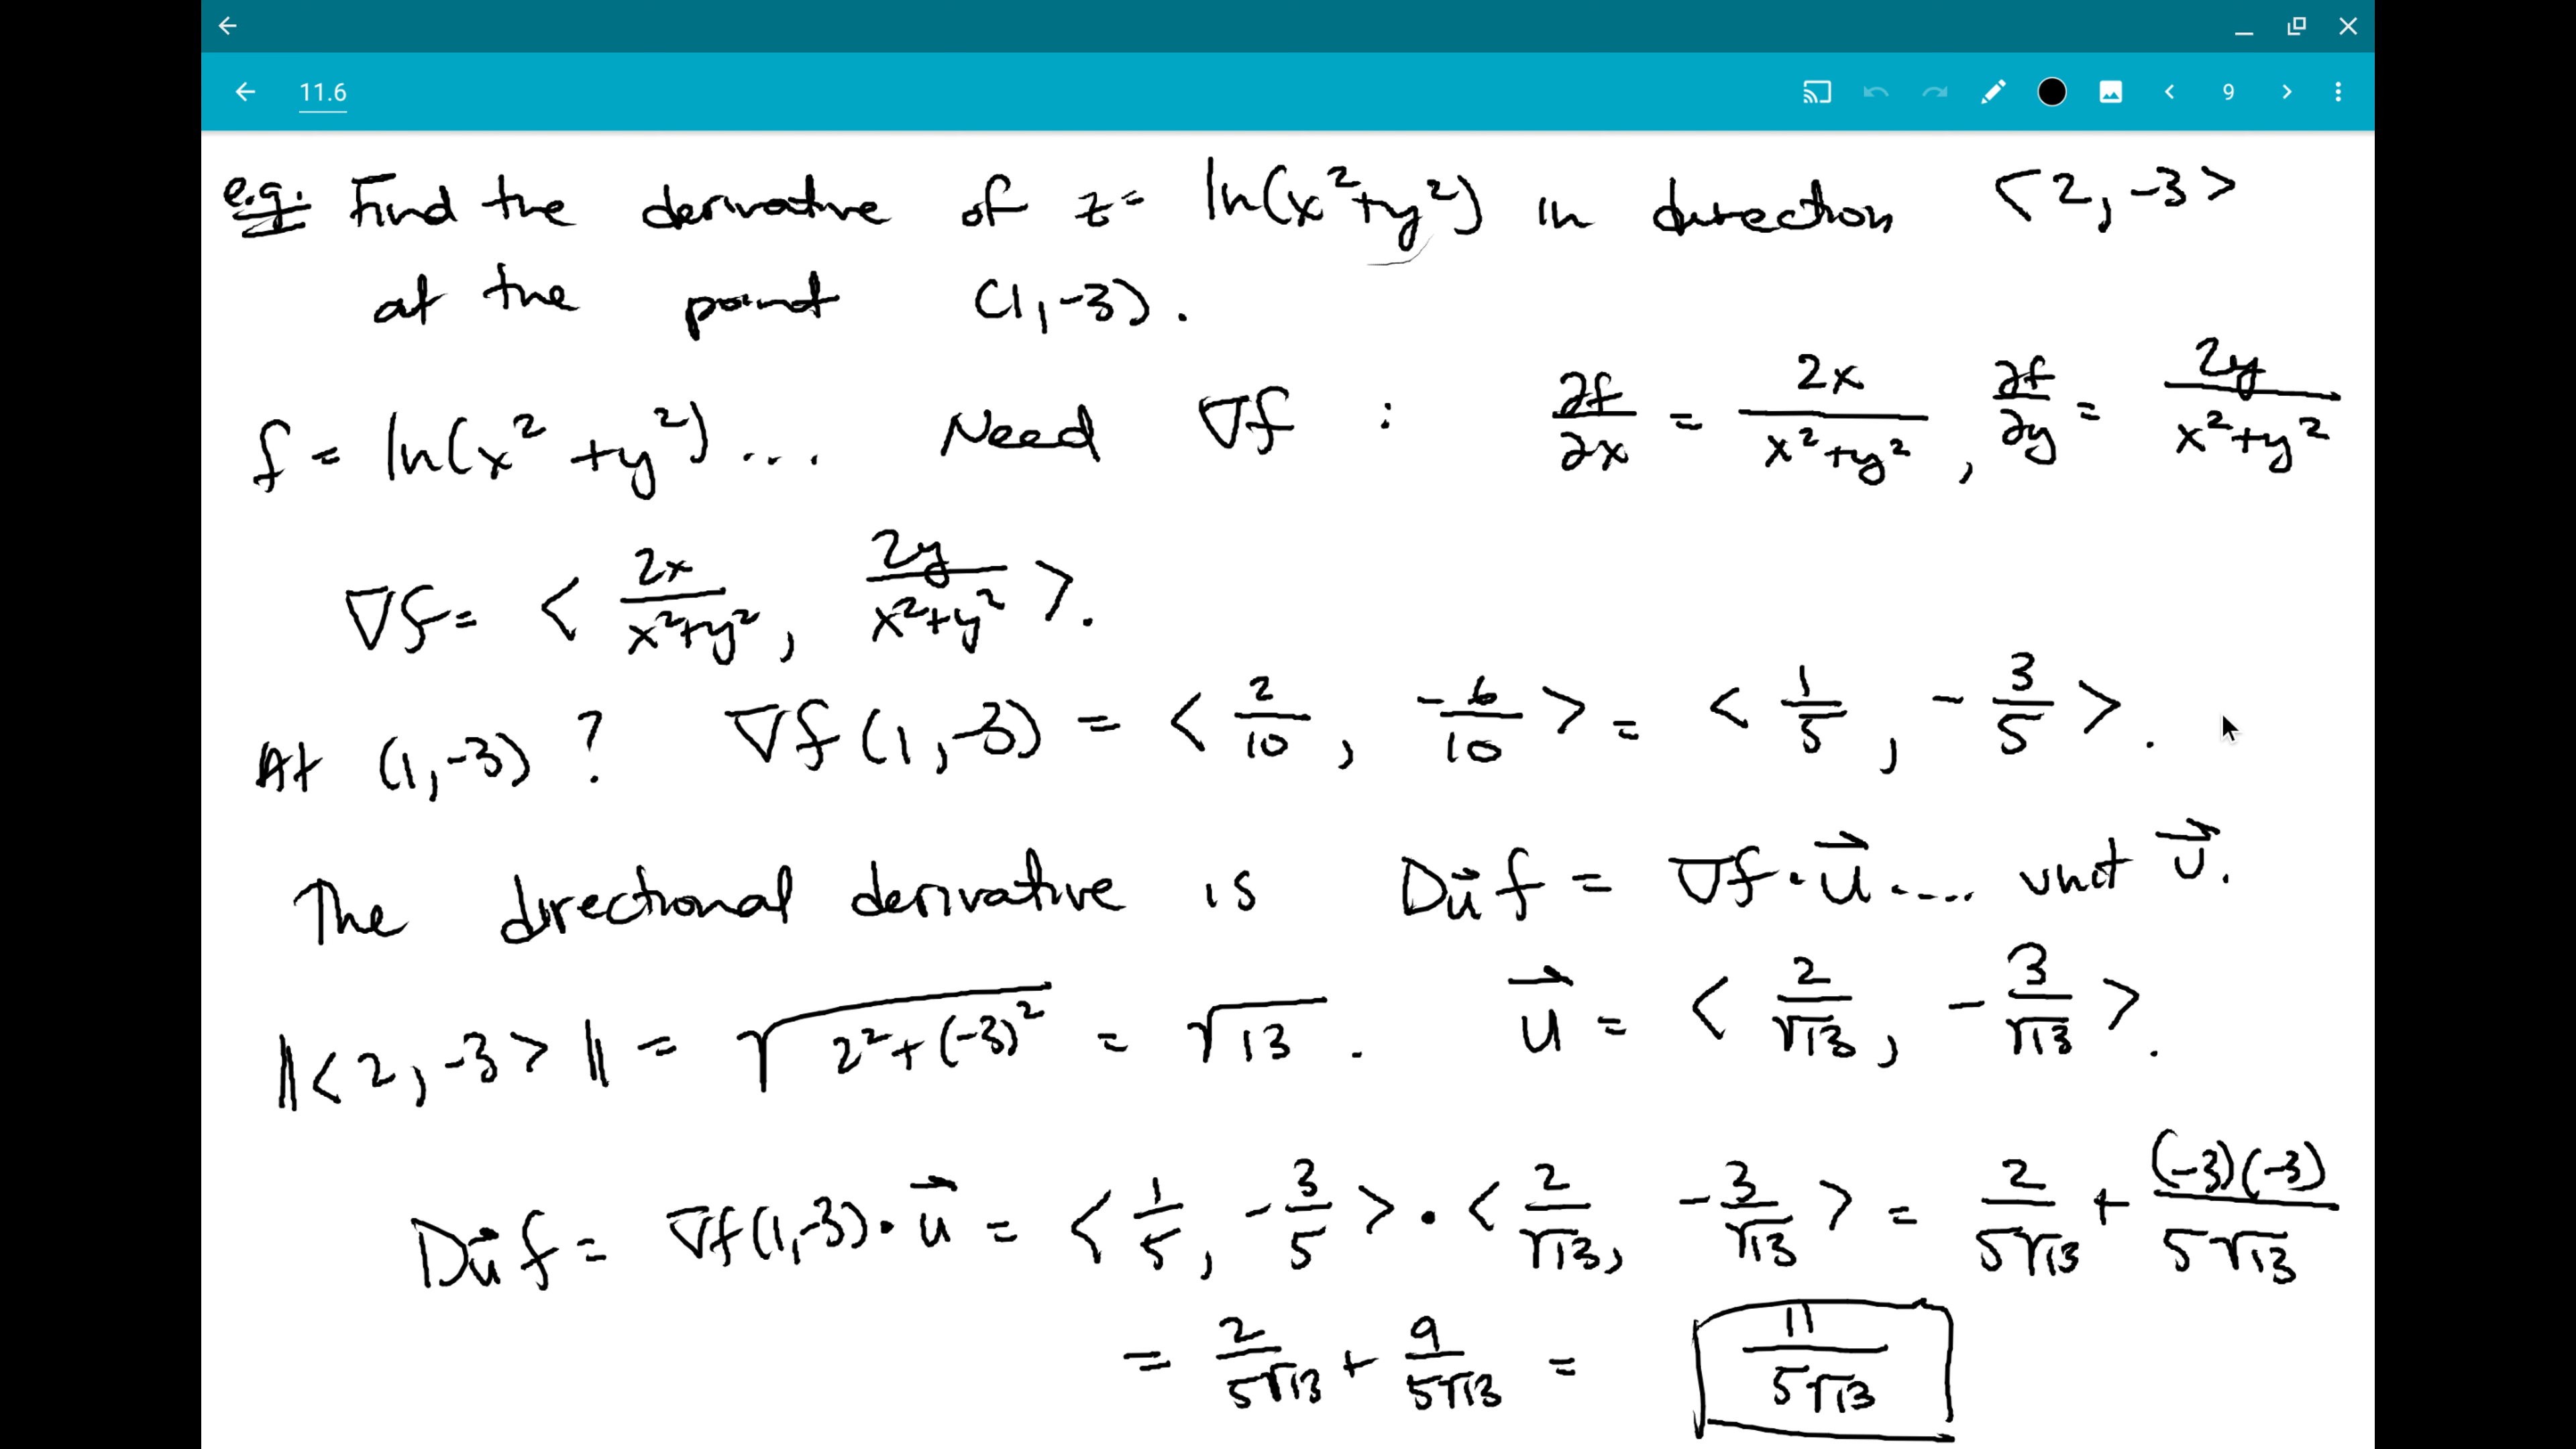 11.6
9
e.g. Find the derivative of z= ln(x²+y²) in direction <2,-3>
at the point (1,-3).
f = ln(x²+y²)... Need ∇f : ∂f/∂x = 2x/(x²+y²), ∂f/∂y = 2y/(x²+y²)
∇f= < 2x/(x²+y²), 2y/(x²+y²) >.
At (1,-3)? ∇f(1,-3) = < 2/10, -6/10 > = < 1/5, -3/5 >.
The directional derivative is D_u⃗ f = ∇f·u⃗.... unit u⃗.
||<2,-3>|| = √(2²+(-3)²) = √13. u⃗ = < 2/√13, -3/√13 >.
D_u⃗ f = ∇f(1,-3)·u⃗ = < 1/5, -3/5 > · < 2/√13, -3/√13 > = 2/(5√13) + (-3)(-3)/(5√13)
= 2/(5√13) + 9/(5√13) = 11/(5√13)